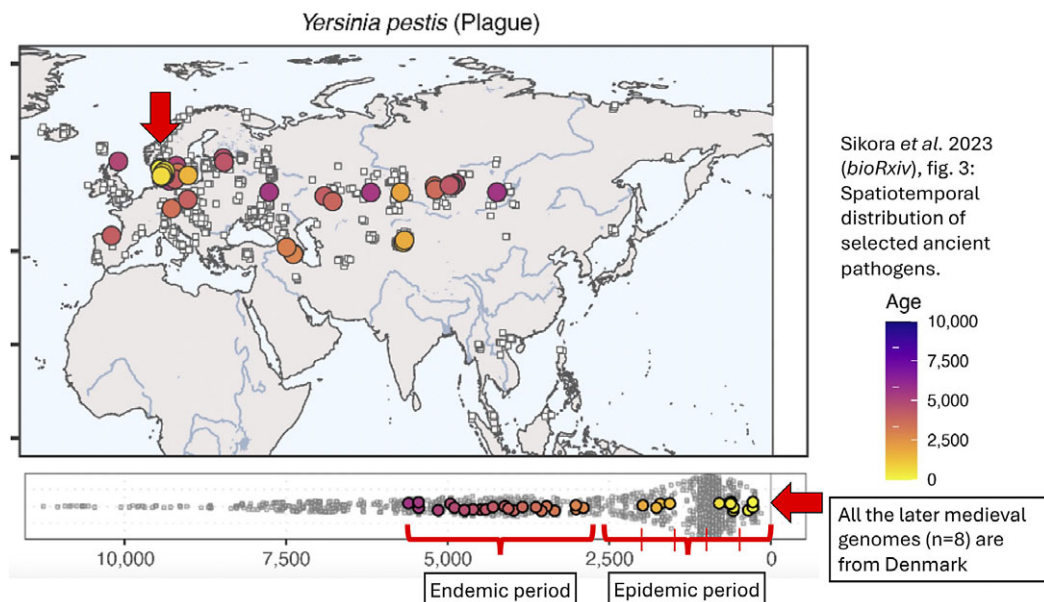 Yersinia pestis (Plague)
Sikora et al. 2023
(bioRxiv), fig. 3:
Spatiotemporal
distribution of
selected ancient
pathogens.
Age
10,000
7,500
5,000
2,500
0
10,000
7,500
5,000
2,500
0
Endemic period
Epidemic period
All the later medieval
genomes (n=8) are
from Denmark